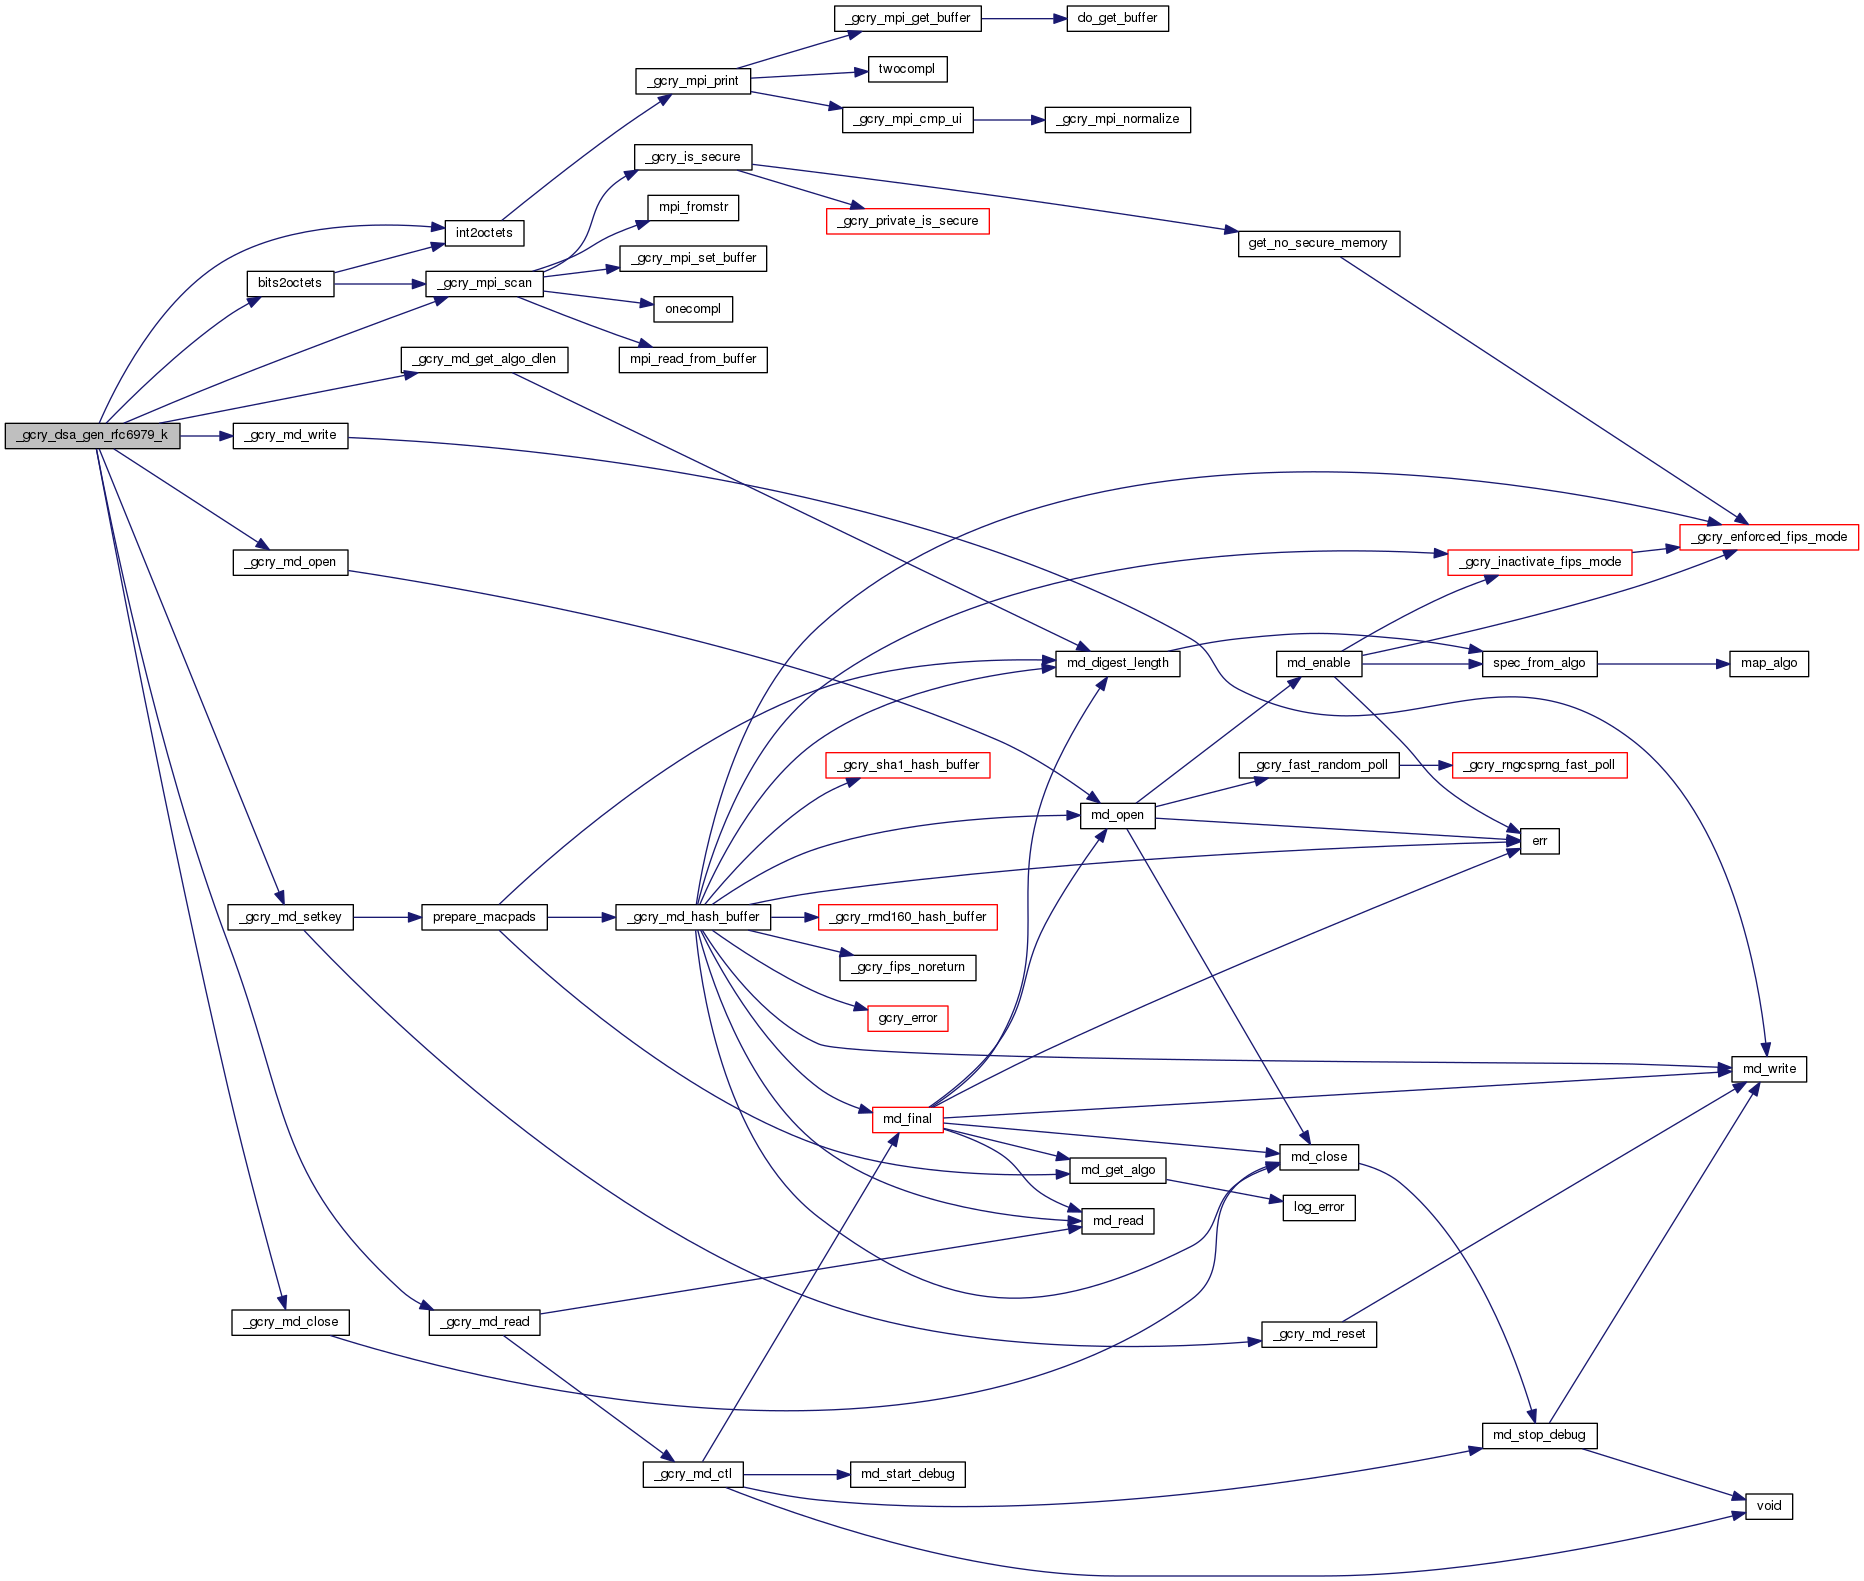 _gcry_mpi_get_buffer
do_get_buffer
twocompl
_gcry_mpi_print
_gcry_mpi_cmp_ui
_gcry_mpi_normalize
_gcry_is_secure
mpi_fromstr
_gcry_private_is_secure
int2octets
get_no_secure_memory
_gcry_mpi_set_buffer
bits2octets
_gcry_mpi_scan
onecompl
_gcry_md_get_algo_dlen
mpi_read_from_buffer
_gcry_dsa_gen_rfc6979_k
_gcry_md_write
_gcry_enforced_fips_mode
_gcry_md_open
_gcry_inactivate_fips_mode
md_digest_length
md_enable
spec_from_algo
map_algo
_gcry_sha1_hash_buffer
_gcry_fast_random_poll
_gcry_rngcsprng_fast_poll
md_open
err
_gcry_md_setkey
prepare_macpads
_gcry_md_hash_buffer
_gcry_rmd160_hash_buffer
_gcry_fips_noreturn
gcry_error
md_write
md_final
md_close
md_get_algo
log_error
md_read
_gcry_md_close
_gcry_md_read
_gcry_md_reset
md_stop_debug
_gcry_md_ctl
md_start_debug
void